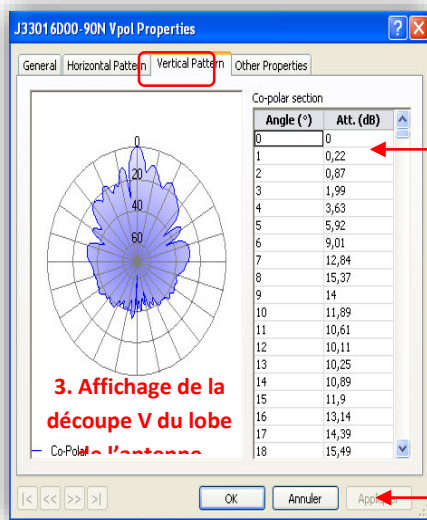 J33016D00-90N Vpol Properties
General Horizontal Pattern Vertical Pattern Other Properties
Co-polar section
Angle (°) Att. (dB)
0 0
1 0,22
2 0,87
3 1,99
4 3,63
5 5,92
6 9,01
7 12,84
8 15,37
9 14
10 11,89
11 10,61
12 10,11
13 10,25
14 10,89
15 11,9
16 13,14
17 14,39
18 15,49
0
20
40
60
3. Affichage de la
découpe V du lobe
de l'antenne
Co-Polar
|< << >> >| OK Annuler